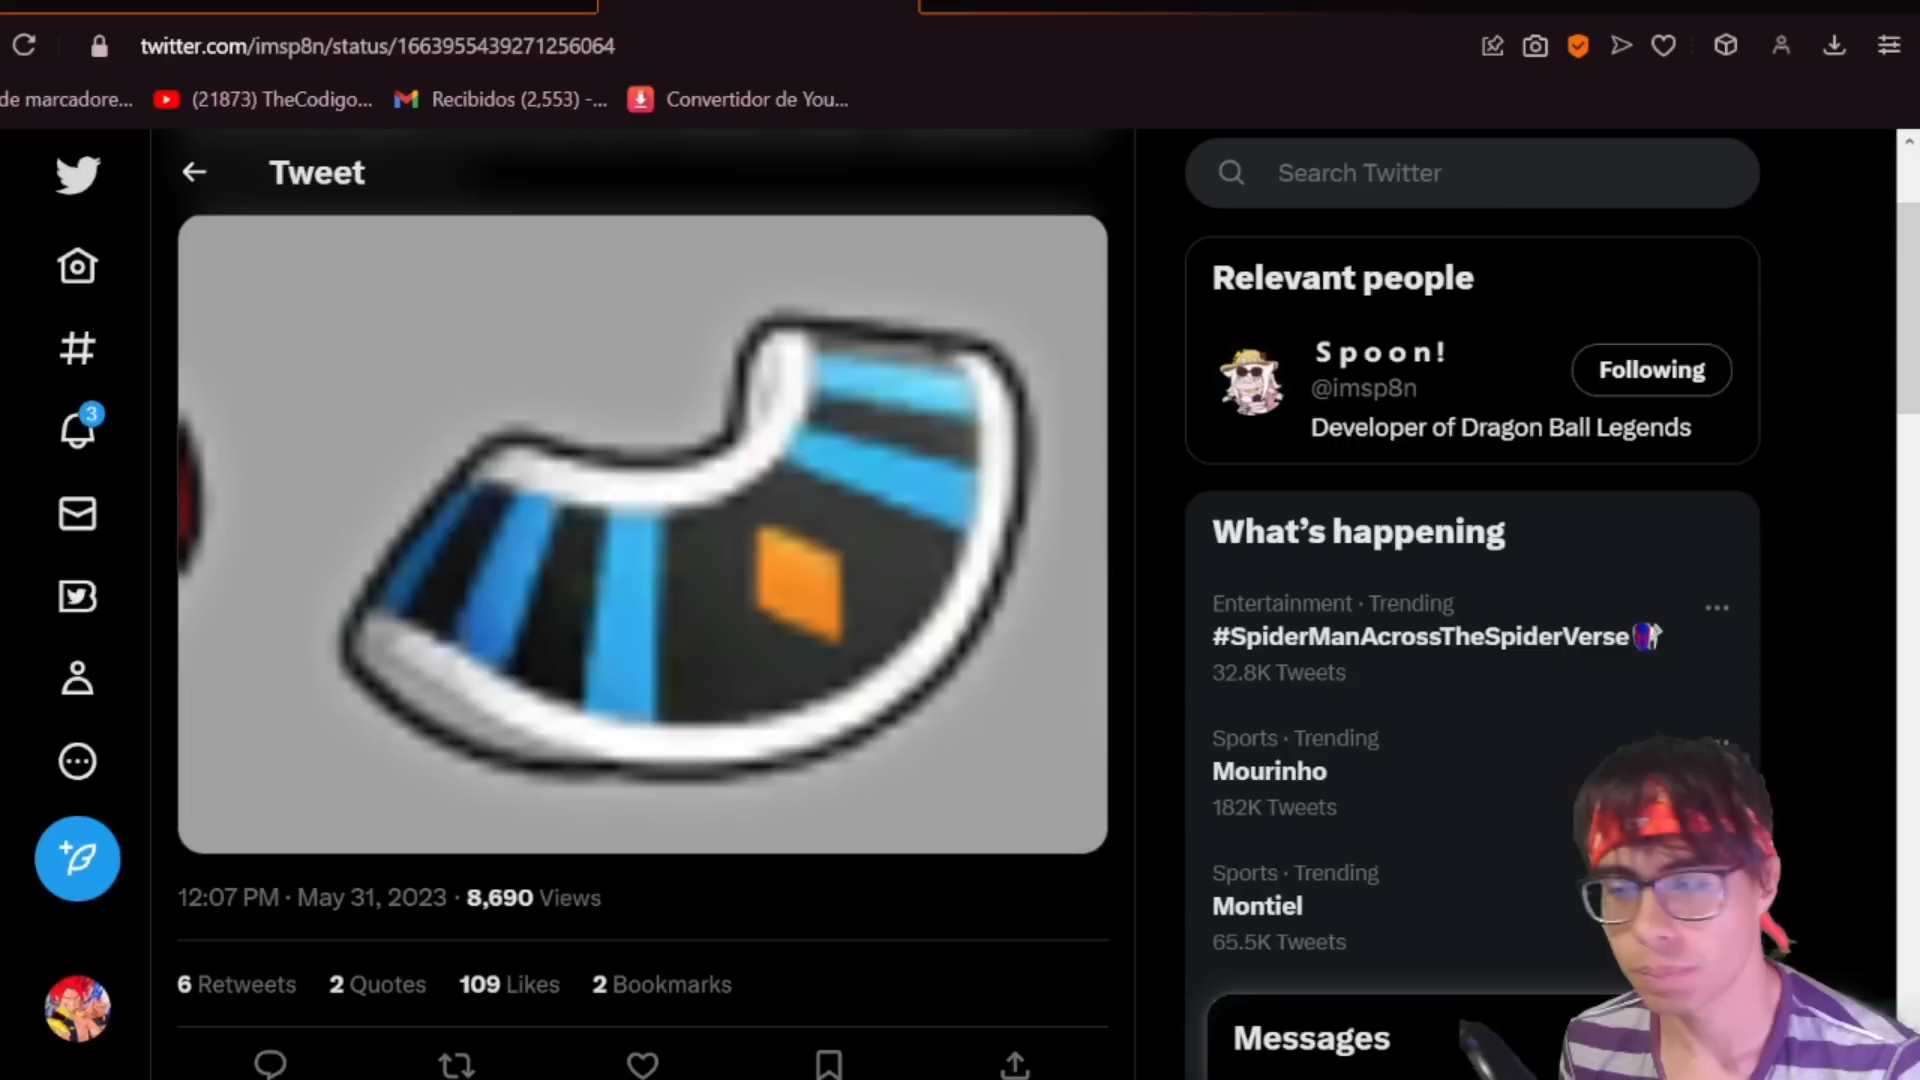 twitter.com/imsp8n/status/1663955439271256064
de marcadore...
(21873) TheCodigo...
Recibidos (2,553) -...
Convertidor de You...
Tweet
3
12:07 PM · May 31, 2023 · 8,690 Views
6 Retweets 2 Quotes 109 Likes 2 Bookmarks
Search Twitter
Relevant people
Spoon!
@imsp8n
Following
Developer of Dragon Ball Legends
What's happening
Entertainment · Trending
#SpiderManAcrossTheSpiderVerse
32.8K Tweets
Sports · Trending
Mourinho
182K Tweets
Sports · Trending
Montiel
65.5K Tweets
Messages